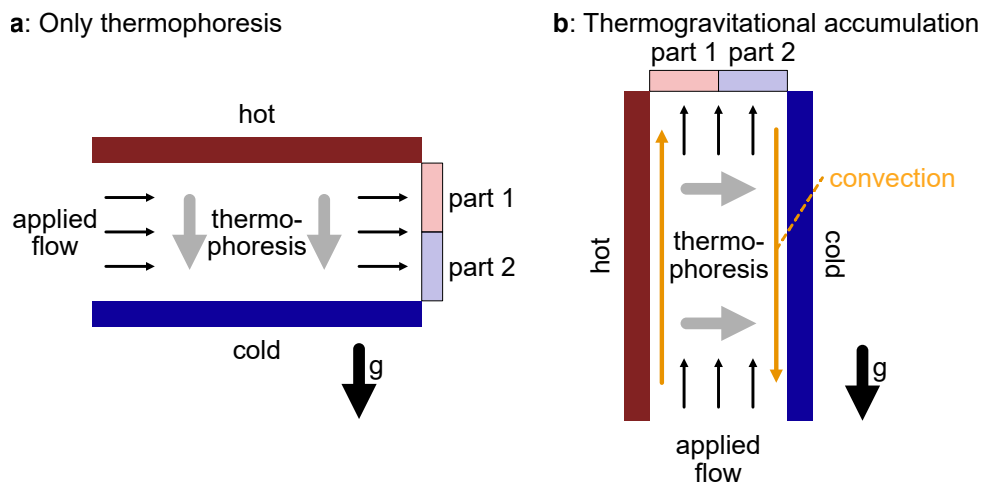 a: Only thermophoresis
hot
applied
flow
thermo-
phoresis
part 1
part 2
cold
g
b: Thermogravitational accumulation
part 1 part 2
convection
hot
thermo-
phoresis
cold
g
applied
flow